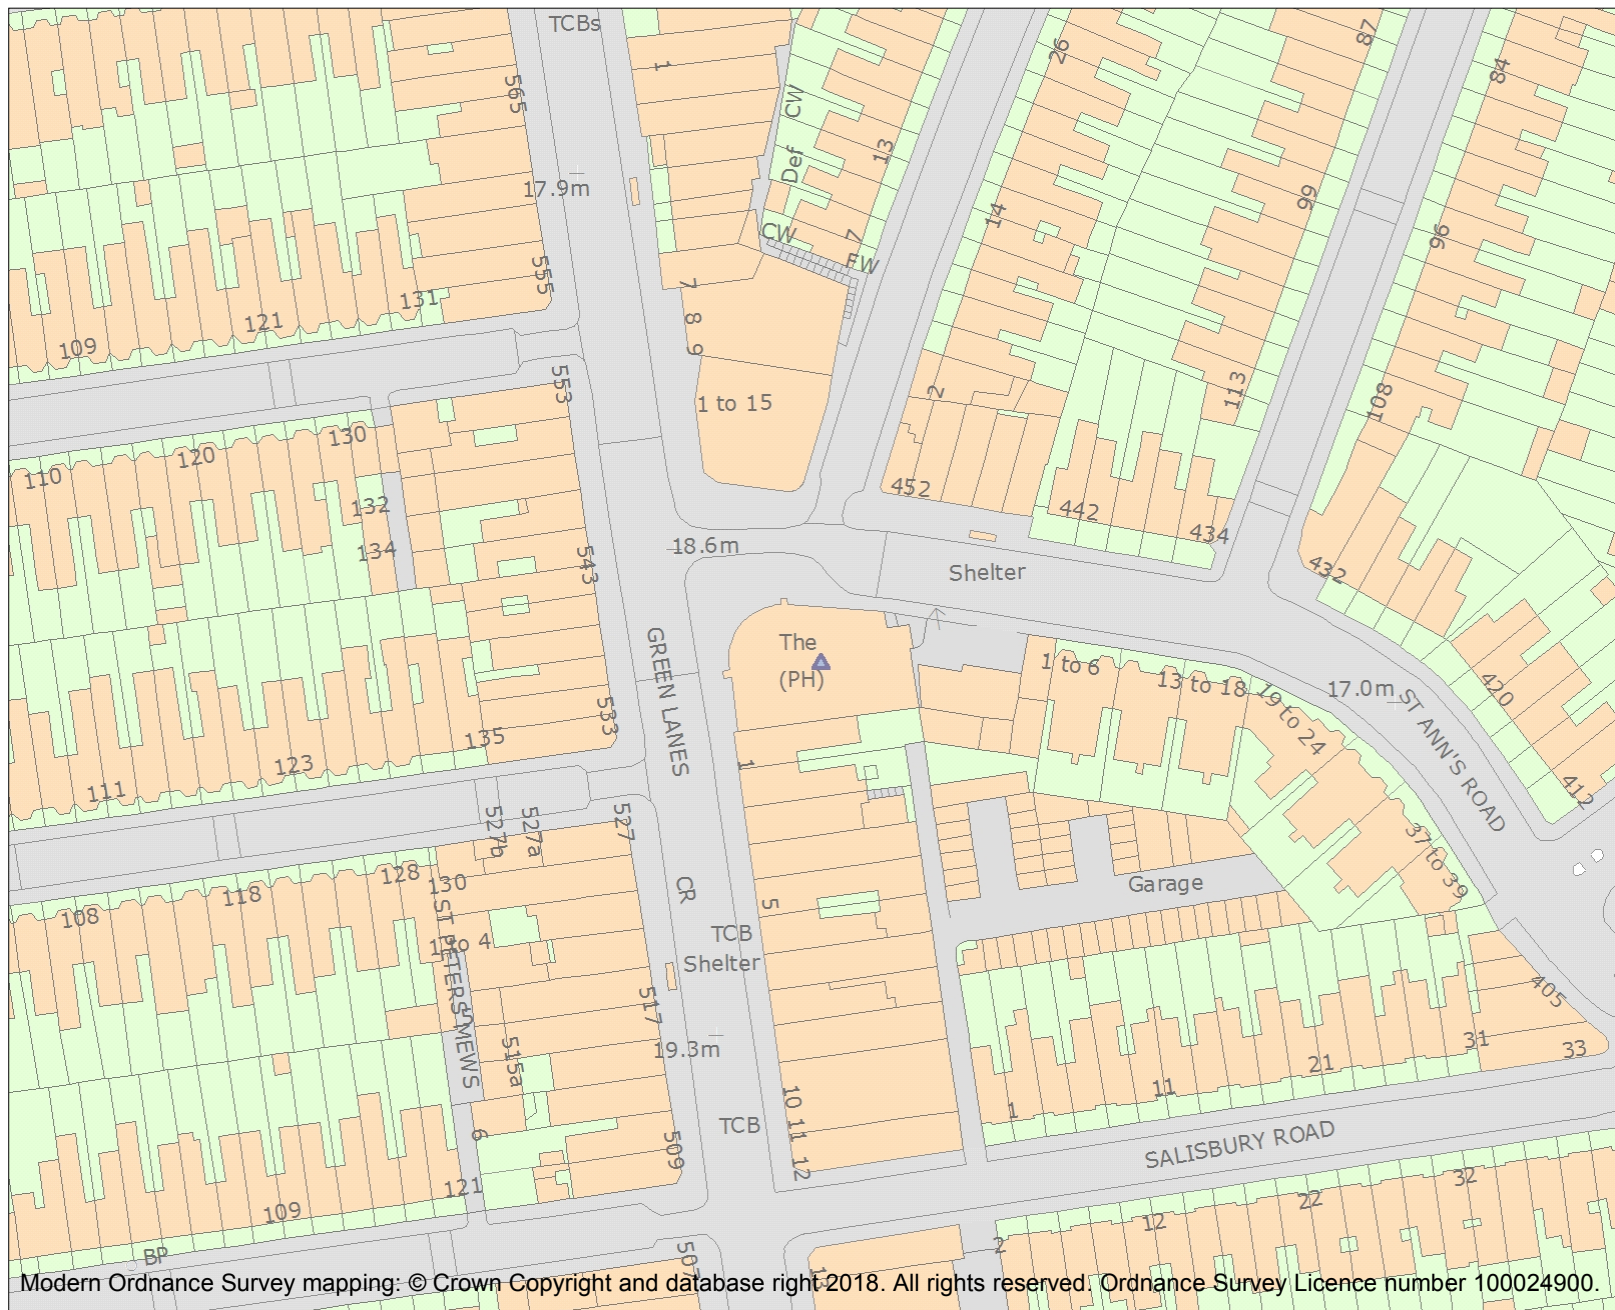 TCBs
1
565
CW
Def
13
26
87
84
17.9m
14
99
96
CW
7
FW
555
131
121
109
7
8
9
553
1 to 15
2
113
108
130
120
110
132
134
452
442
434
543
18.6m
Shelter
432
GREEN LANES
The
(PH)
1 to 6
13 to 18
19 to 24
17.0m
420
ST ANN'S ROAD
412
533
135
123
111
1
527
527a
527b
37 to 39
128
130
118
108
CR
5
Garage
1 to 4
ST PETERS MEWS
TCB
Shelter
517
515a
19.3m
405
33
31
21
11
1
10
11
12
TCB
6
509
121
109
SALISBURY ROAD
32
22
12
2
BP
507
13
Modern Ordnance Survey mapping: © Crown Copyright and database right 2018. All rights reserved. Ordnance Survey Licence number 100024900.